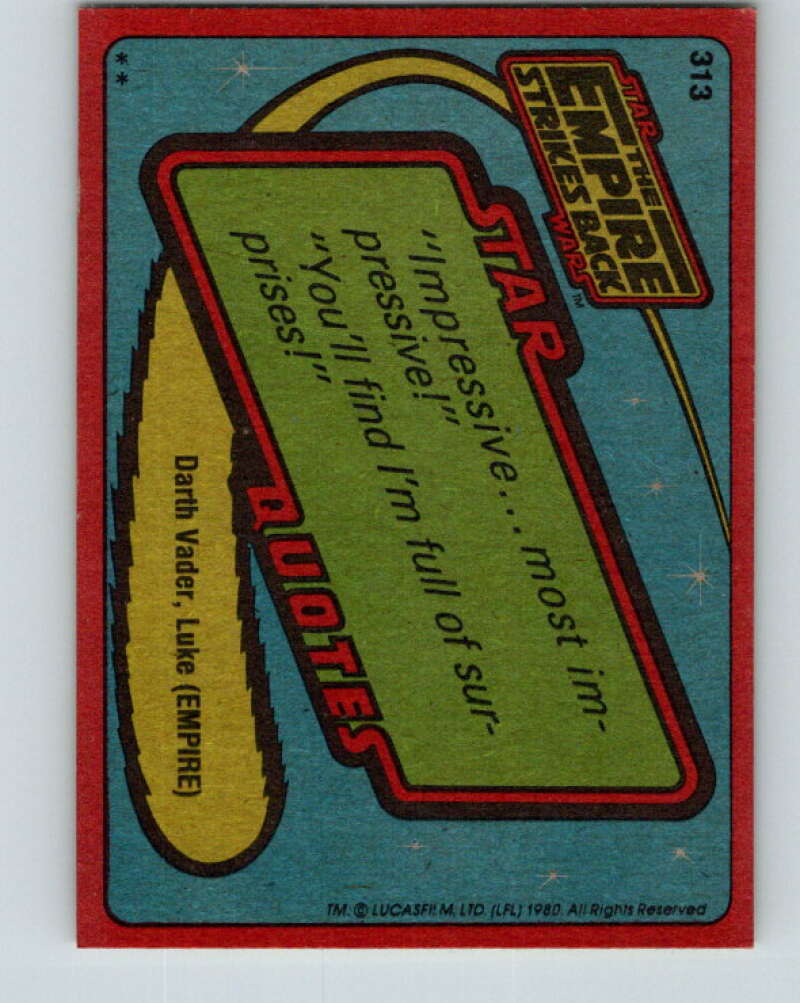 313
STAR
THE
EMPIRE
STRIKES BACK
WARS
TM
STAR
"Impressive... most im-
pressive!"
"You'll find I'm full of sur-
prises!"
QUOTES
Darth Vader, Luke (EMPIRE)
**
TM. © LUCASFILM, LTD. (LFL) 1980. All Rights Reserved